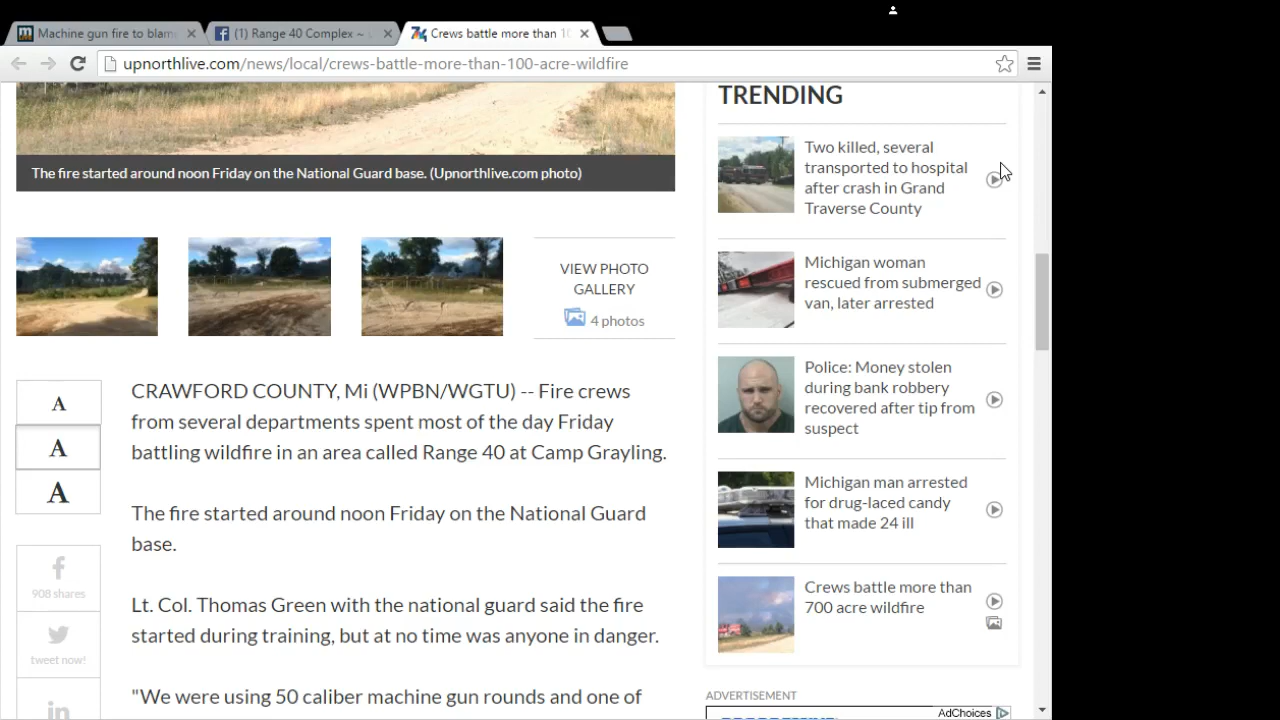 Machine gun fire to blam
(1) Range 40 Complex ~
Crews battle more than 10
upnorthlive.com/news/local/crews-battle-more-than-100-acre-wildfire
The fire started around noon Friday on the National Guard base. (Upnorthlive.com photo)
VIEW PHOTO
GALLERY
4 photos
A
A
A
908 shares
tweet now!
in
CRAWFORD COUNTY, Mi (WPBN/WGTU) -- Fire crews
from several departments spent most of the day Friday
battling wildfire in an area called Range 40 at Camp Grayling.
The fire started around noon Friday on the National Guard
base.
Lt. Col. Thomas Green with the national guard said the fire
started during training, but at no time was anyone in danger.
"We were using 50 caliber machine gun rounds and one of
TRENDING
Two killed, several
transported to hospital
after crash in Grand
Traverse County
Michigan woman
rescued from submerged
van, later arrested
Police: Money stolen
during bank robbery
recovered after tip from
suspect
Michigan man arrested
for drug-laced candy
that made 24 ill
Crews battle more than
700 acre wildfire
ADVERTISEMENT
AdChoices